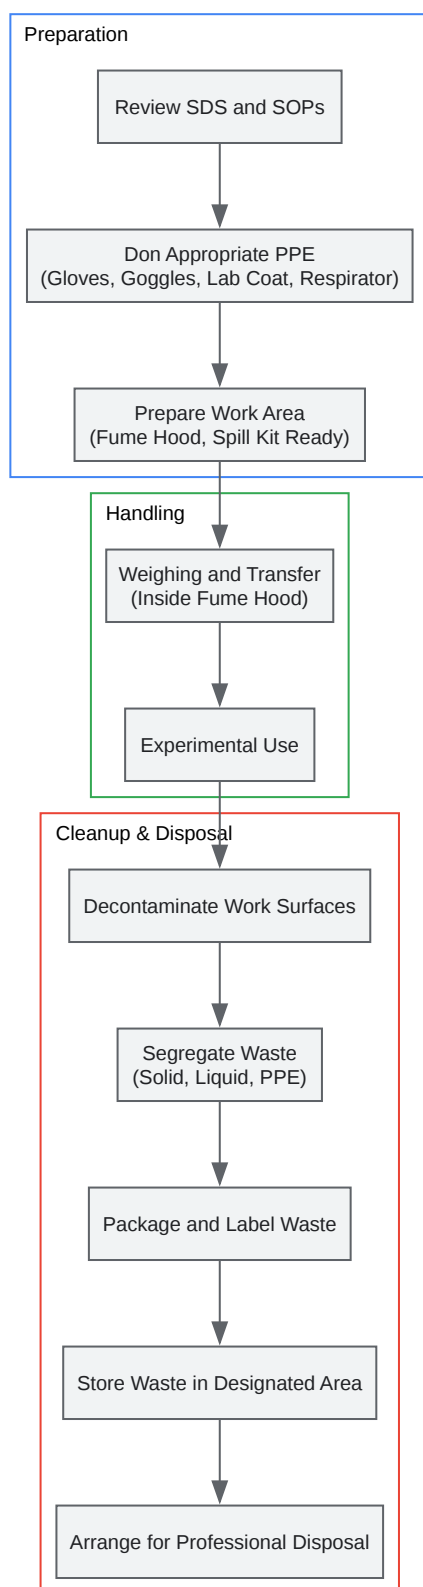 Preparation
Review SDS and SOPs
Don Appropriate PPE
(Gloves, Goggles, Lab Coat, Respirator)
Prepare Work Area
(Fume Hood, Spill Kit Ready)
Handling
Weighing and Transfer
(Inside Fume Hood)
Experimental Use
Cleanup & Disposal
Decontaminate Work Surfaces
Segregate Waste
(Solid, Liquid, PPE)
Package and Label Waste
Store Waste in Designated Area
Arrange for Professional Disposal